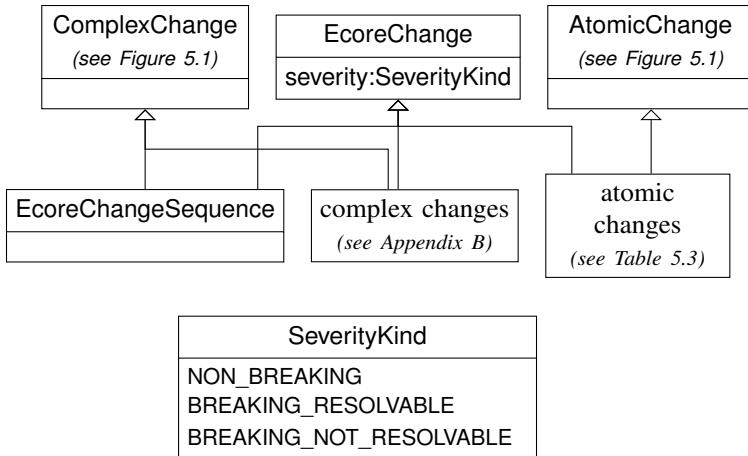 ComplexChange
(see Figure 5.1)
EcoreChange
severity:SeverityKind
AtomicChange
(see Figure 5.1)
EcoreChangeSequence
complex changes
(see Appendix B)
atomic
changes
(see Table 5.3)
SeverityKind
NON_BREAKING
BREAKING_RESOLVABLE
BREAKING_NOT_RESOLVABLE